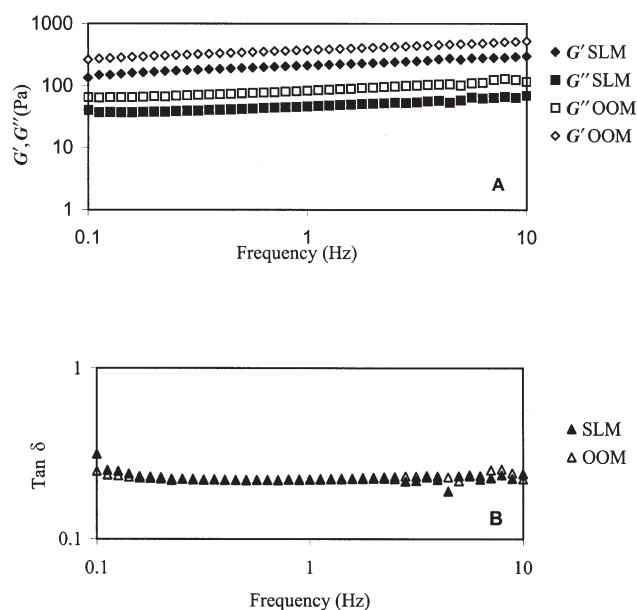 1000
100
10
1
G′, G″(Pa)
0.1
1
10
Frequency (Hz)
A
G′ SLM
G″ SLM
G″ OOM
G′ OOM
1
0.1
Tan δ
0.1
1
10
Frequency (Hz)
B
SLM
OOM